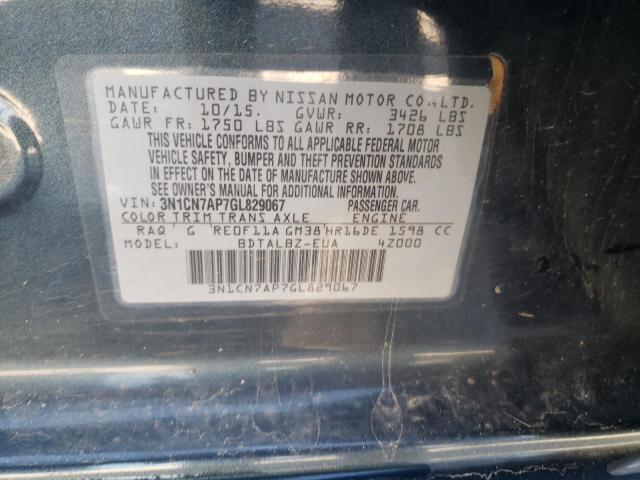 MANUFACTURED BY NISSAN MOTOR CO., LTD.
DATE: 10/15. GVWR: 3426 LBS
GAWR FR: 1750 LBS GAWR RR: 1708 LBS
THIS VEHICLE CONFORMS TO ALL APPLICABLE FEDERAL MOTOR
VEHICLE SAFETY, BUMPER AND THEFT PREVENTION STANDARDS
IN EFFECT ON THE DATE OF MANUFACTURE SHOWN ABOVE.
SEE OWNER'S MANUAL FOR ADDITIONAL INFORMATION
VIN: 3N1CN7AP7GL829067 PASSENGER CAR.
COLOR TRIM TRANS AXLE ENGINE
RAQ G RE0F11A GM38 HR16DE 1598 CC
MODEL: BDTALBZ-EUA 42000
3N1CN7AP7GL829067